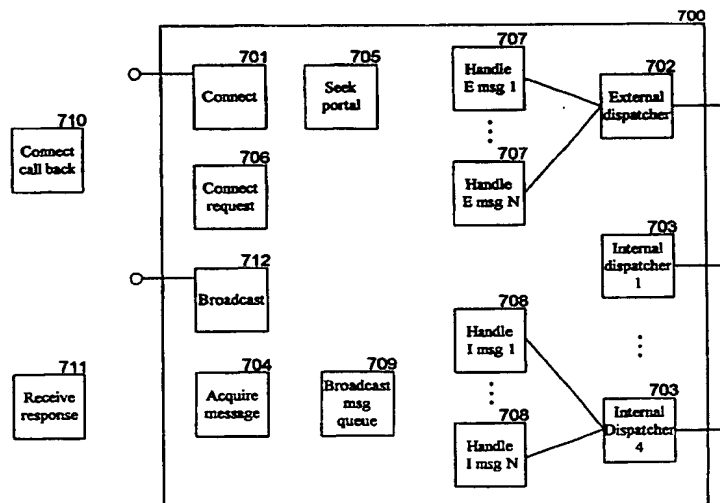 700
701
Connect
705
Seek
portal
707
Handle
E msg 1
702
External
dispatcher
710
Connect
call back
706
Connect
request
707
Handle
E msg N
712
Broadcast
703
Internal
dispatcher
1
708
Handle
I msg 1
711
Receive
response
704
Acquire
message
709
Broadcast
msg
queue
708
Handle
I msg N
703
Internal
Dispatcher
4